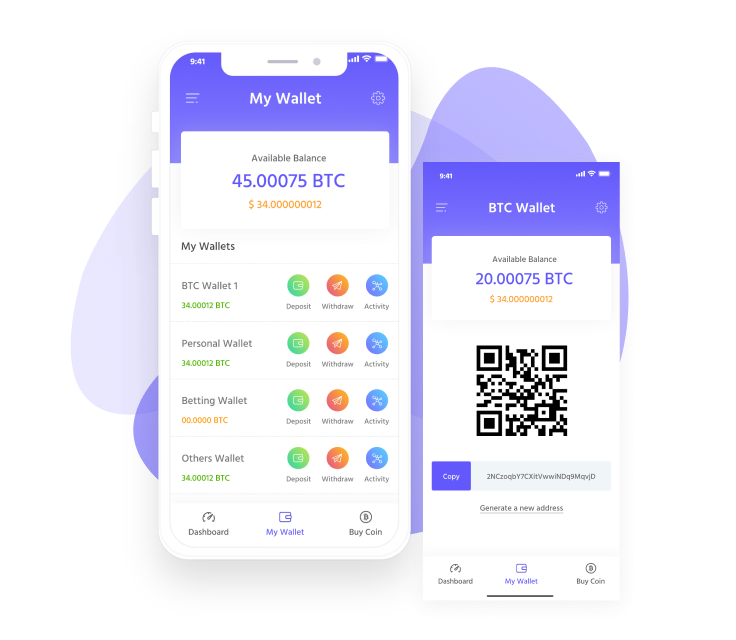 9:41
My Wallet
Available Balance
45.00075 BTC
$ 34.000000012
My Wallets
BTC Wallet 1
34.00012 BTC
Deposit Withdraw Activity
Personal Wallet
34.00012 BTC
Deposit Withdraw Activity
Betting Wallet
00.0000 BTC
Deposit Withdraw Activity
Others Wallet
34.00012 BTC
Deposit Withdraw Activity
Dashboard My Wallet Buy Coin
9:41
BTC Wallet
Available Balance
20.00075 BTC
$ 34.000000012
Copy 2NCzoqbY7CXitVwwiNDq9MqvjD
Generate a new address
Dashboard My Wallet Buy Coin